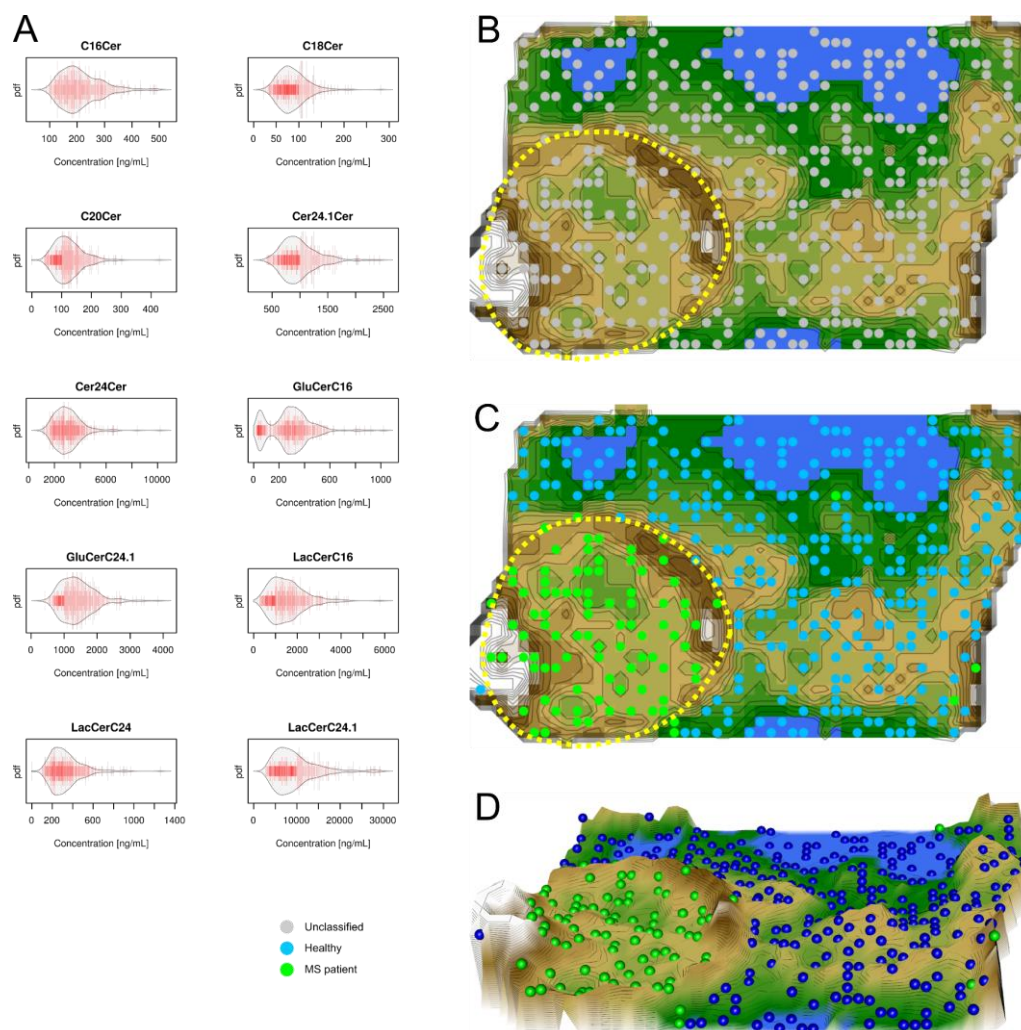 A
B
C16Cer
C18Cer
pdf
100 200 300 400 500
0 50 100 200 300
Concentration [ng/mL]
Concentration [ng/mL]
C20Cer
Cer24.1Cer
pdf
0 100 200 300 400
500 1000 1500 2000 2500
Concentration [ng/mL]
Concentration [ng/mL]
Cer24Cer
GluCerC16
pdf
0 2000 6000 10000
0 200 600 1000
Concentration [ng/mL]
Concentration [ng/mL]
C
GluCerC24.1
LacCerC16
pdf
0 1000 2000 3000 4000
0 2000 4000 6000
Concentration [ng/mL]
Concentration [ng/mL]
LacCerC24
LacCerC24.1
pdf
0 200 600 1000 1400
0 10000 20000 30000
Concentration [ng/mL]
Concentration [ng/mL]
D
Unclassified
Healthy
MS patient